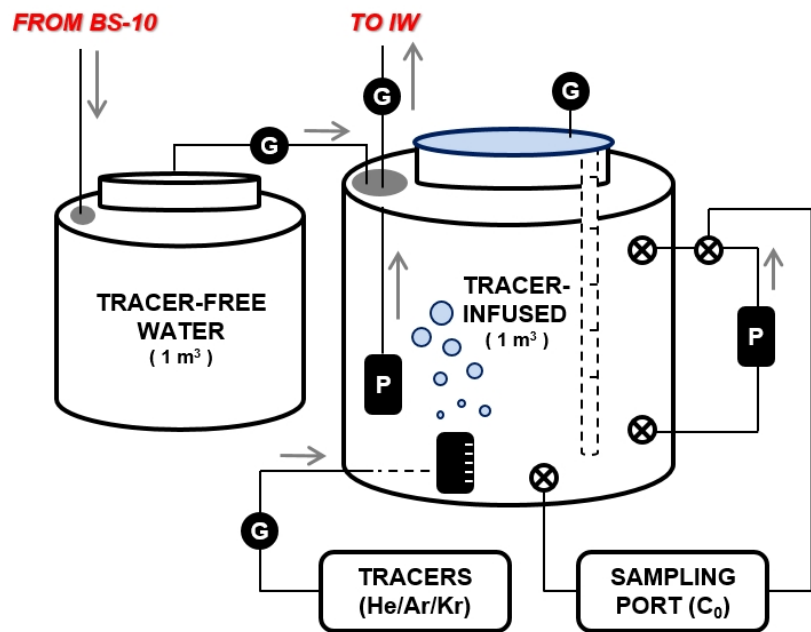 FROM BS-10
TO IW
G
G
G
TRACER-FREE
WATER
( 1 m³ )
TRACER-
INFUSED
( 1 m³ )
P
P
G
TRACERS
(He/Ar/Kr)
SAMPLING
PORT (C₀)